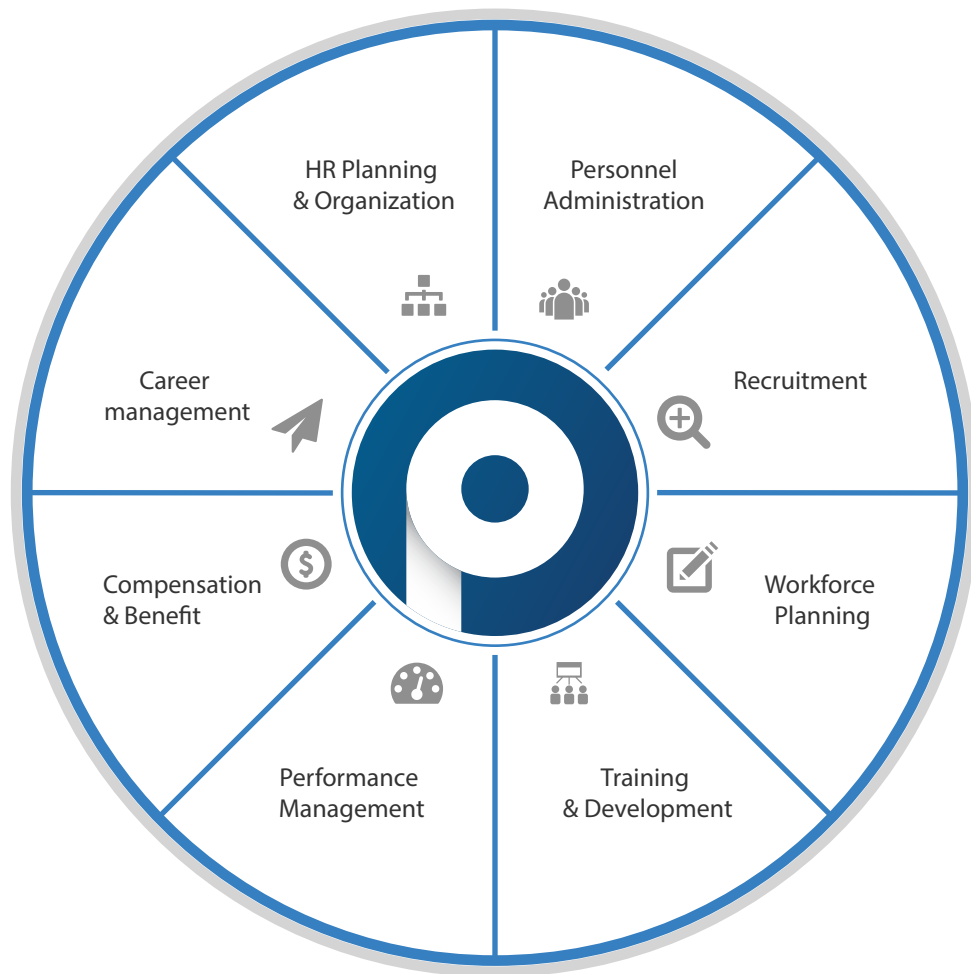 HR Planning
& Organization
Personnel
Administration
Recruitment
Workforce
Planning
Training
& Development
Performance
Management
Compensation
& Benefit
Career
management